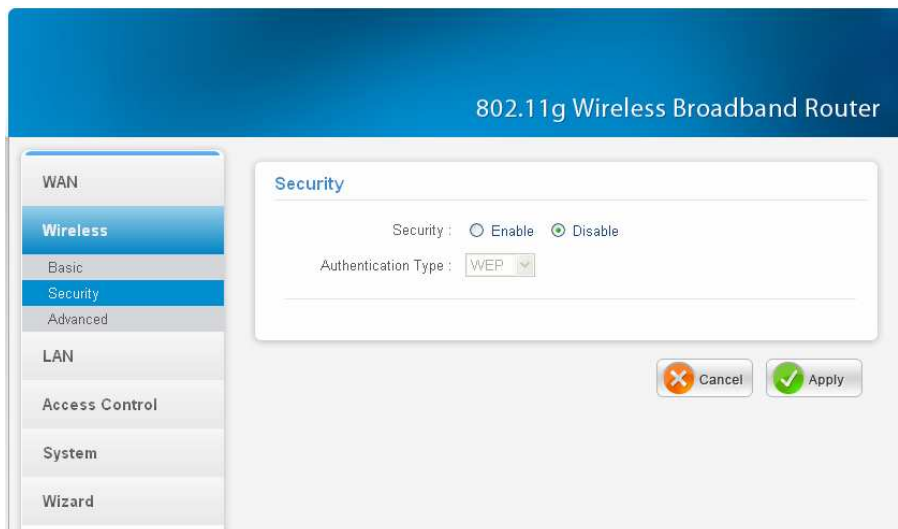 802.11g Wireless Broadband Router
WAN
Wireless
Basic
Security
Advanced
LAN
Access Control
System
Wizard
Security
Security : Enable Disable
Authentication Type : WEP
Cancel Apply